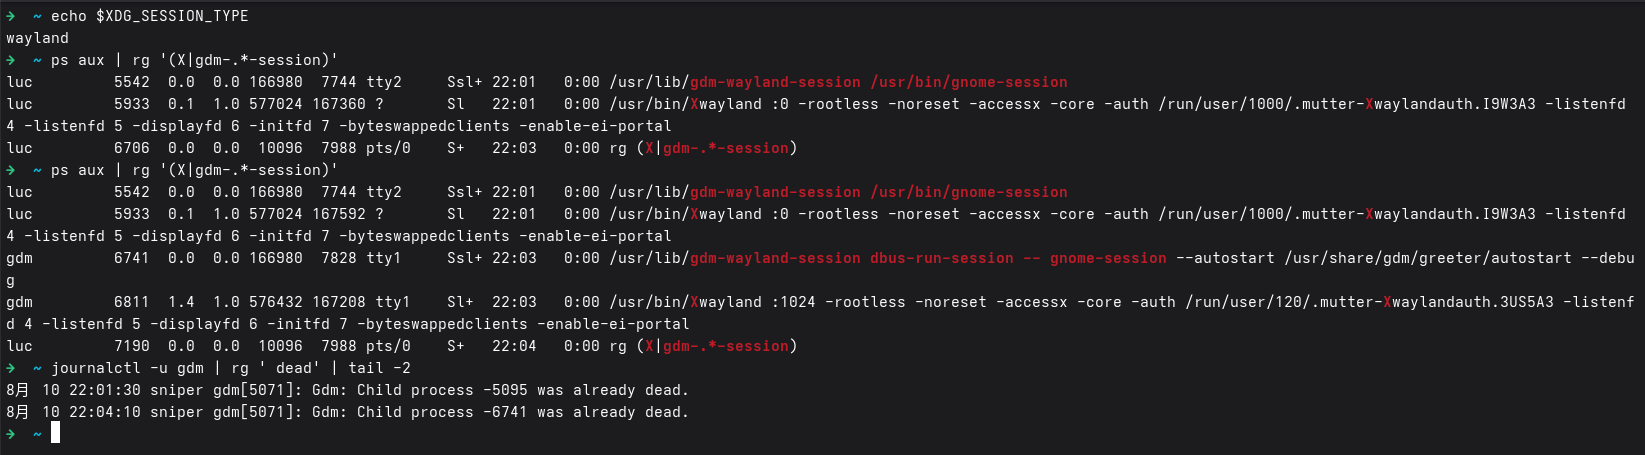 →  ~ echo $XDG_SESSION_TYPE
wayland
→  ~ ps aux | rg '(X|gdm-.*-session)'
luc         5542  0.0  0.0 166980  7744 tty2     Ssl+ 22:01   0:00 /usr/lib/gdm-wayland-session /usr/bin/gnome-session
luc         5933  0.1  1.0 577024 167360 ?       Sl   22:01   0:00 /usr/bin/Xwayland :0 -rootless -noreset -accessx -core -auth /run/user/1000/.mutter-Xwaylandauth.I9W3A3 -listenfd
4 -listenfd 5 -displayfd 6 -initfd 7 -byteswappedclients -enable-ei-portal
luc         6706  0.0  0.0  10096  7988 pts/0    S+   22:03   0:00 rg (X|gdm-.*-session)
→  ~ ps aux | rg '(X|gdm-.*-session)'
luc         5542  0.0  0.0 166980  7744 tty2     Ssl+ 22:01   0:00 /usr/lib/gdm-wayland-session /usr/bin/gnome-session
luc         5933  0.1  1.0 577024 167592 ?       Sl   22:01   0:00 /usr/bin/Xwayland :0 -rootless -noreset -accessx -core -auth /run/user/1000/.mutter-Xwaylandauth.I9W3A3 -listenfd
4 -listenfd 5 -displayfd 6 -initfd 7 -byteswappedclients -enable-ei-portal
gdm         6741  0.0  0.0 166980  7828 tty1     Ssl+ 22:03   0:00 /usr/lib/gdm-wayland-session dbus-run-session -- gnome-session --autostart /usr/share/gdm/greeter/autostart --debu
g
gdm         6811  1.4  1.0 576432 167208 tty1    Sl+  22:03   0:00 /usr/bin/Xwayland :1024 -rootless -noreset -accessx -core -auth /run/user/120/.mutter-Xwaylandauth.3US5A3 -listenf
d 4 -listenfd 5 -displayfd 6 -initfd 7 -byteswappedclients -enable-ei-portal
luc         7190  0.0  0.0  10096  7988 pts/0    S+   22:04   0:00 rg (X|gdm-.*-session)
→  ~ journalctl -u gdm | rg ' dead' | tail -2
8月 10 22:01:30 sniper gdm[5071]: Gdm: Child process -5095 was already dead.
8月 10 22:04:10 sniper gdm[5071]: Gdm: Child process -6741 was already dead.
→  ~